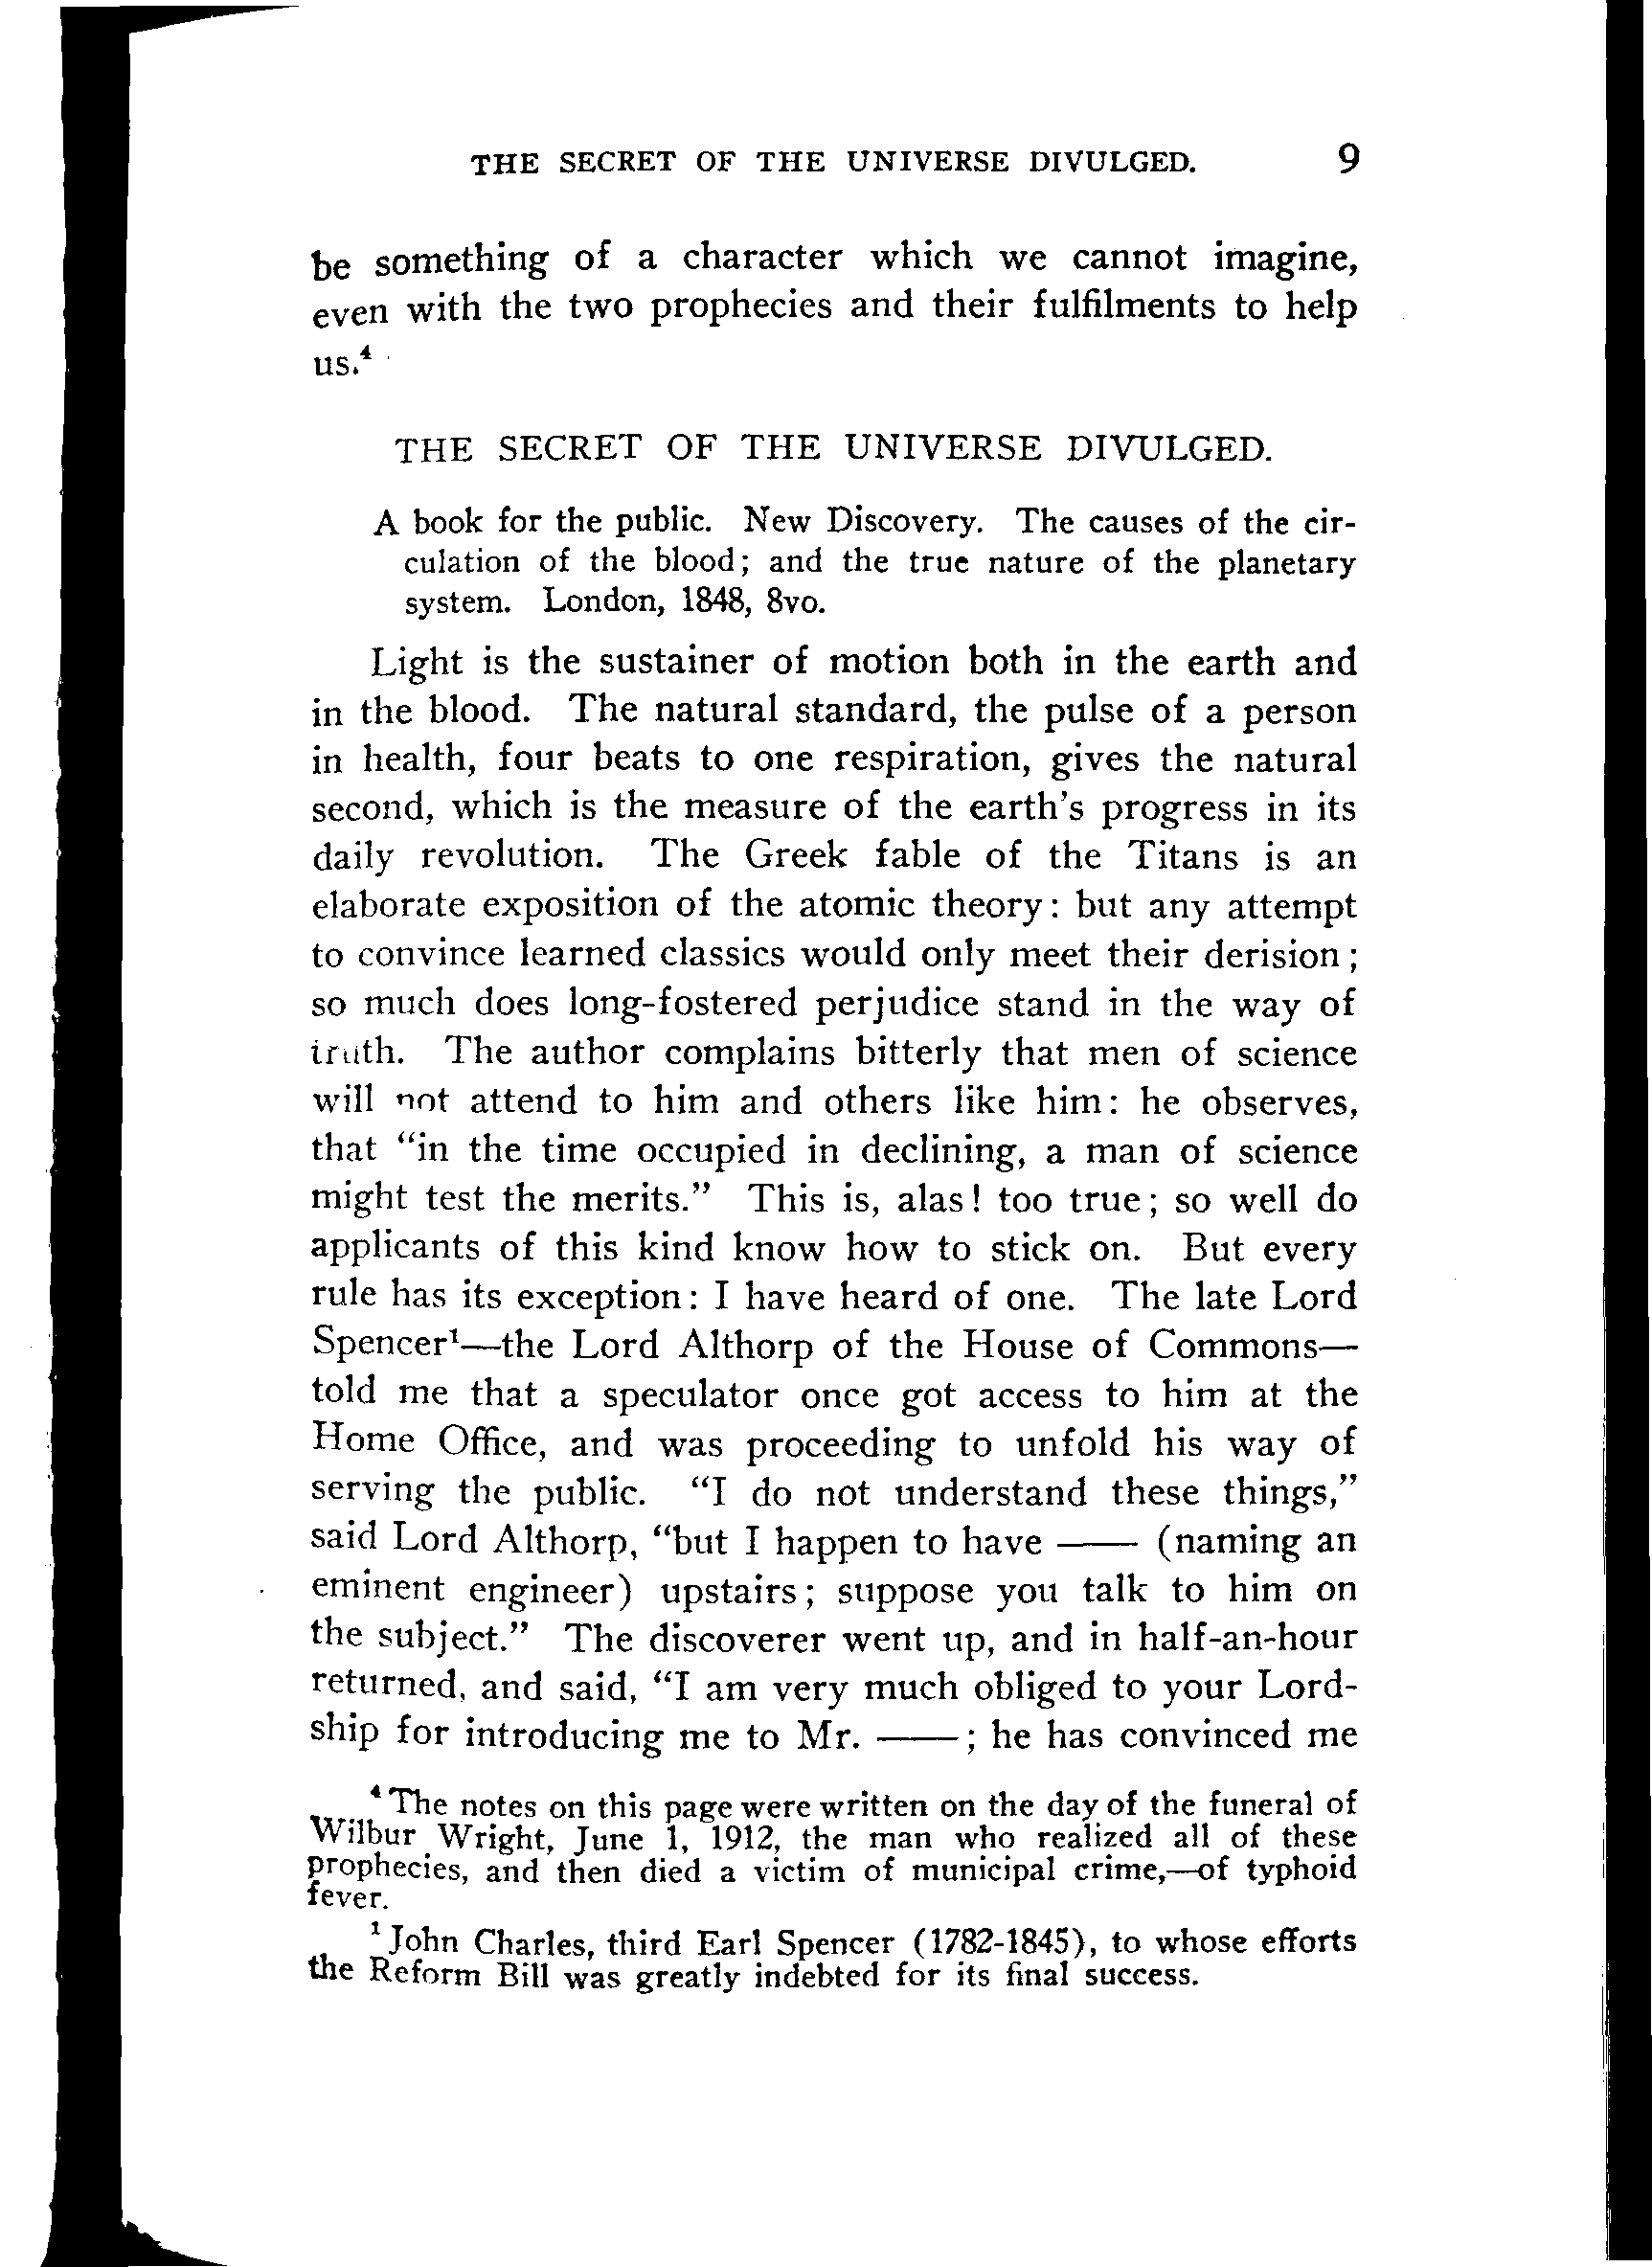 THE SECRET OF THE UNIVERSE DIVULGED. 9
be something of a character which we cannot imagine,
even with the two prophecies and their fulfilments to help
us.⁴
THE SECRET OF THE UNIVERSE DIVULGED.
A book for the public. New Discovery. The causes of the cir-
culation of the blood; and the true nature of the planetary
system. London, 1848, 8vo.
Light is the sustainer of motion both in the earth and
in the blood. The natural standard, the pulse of a person
in health, four beats to one respiration, gives the natural
second, which is the measure of the earth's progress in its
daily revolution. The Greek fable of the Titans is an
elaborate exposition of the atomic theory: but any attempt
to convince learned classics would only meet their derision;
so much does long-fostered perjudice stand in the way of
truth. The author complains bitterly that men of science
will not attend to him and others like him: he observes,
that "in the time occupied in declining, a man of science
might test the merits." This is, alas! too true; so well do
applicants of this kind know how to stick on. But every
rule has its exception: I have heard of one. The late Lord
Spencer¹—the Lord Althorp of the House of Commons—
told me that a speculator once got access to him at the
Home Office, and was proceeding to unfold his way of
serving the public. "I do not understand these things,"
said Lord Althorp, "but I happen to have —— (naming an
eminent engineer) upstairs; suppose you talk to him on
the subject." The discoverer went up, and in half-an-hour
returned, and said, "I am very much obliged to your Lord-
ship for introducing me to Mr. ——; he has convinced me
⁴ The notes on this page were written on the day of the funeral of
Wilbur Wright, June 1, 1912, the man who realized all of these
prophecies, and then died a victim of municipal crime,—of typhoid
fever.
¹ John Charles, third Earl Spencer (1782-1845), to whose efforts
the Reform Bill was greatly indebted for its final success.